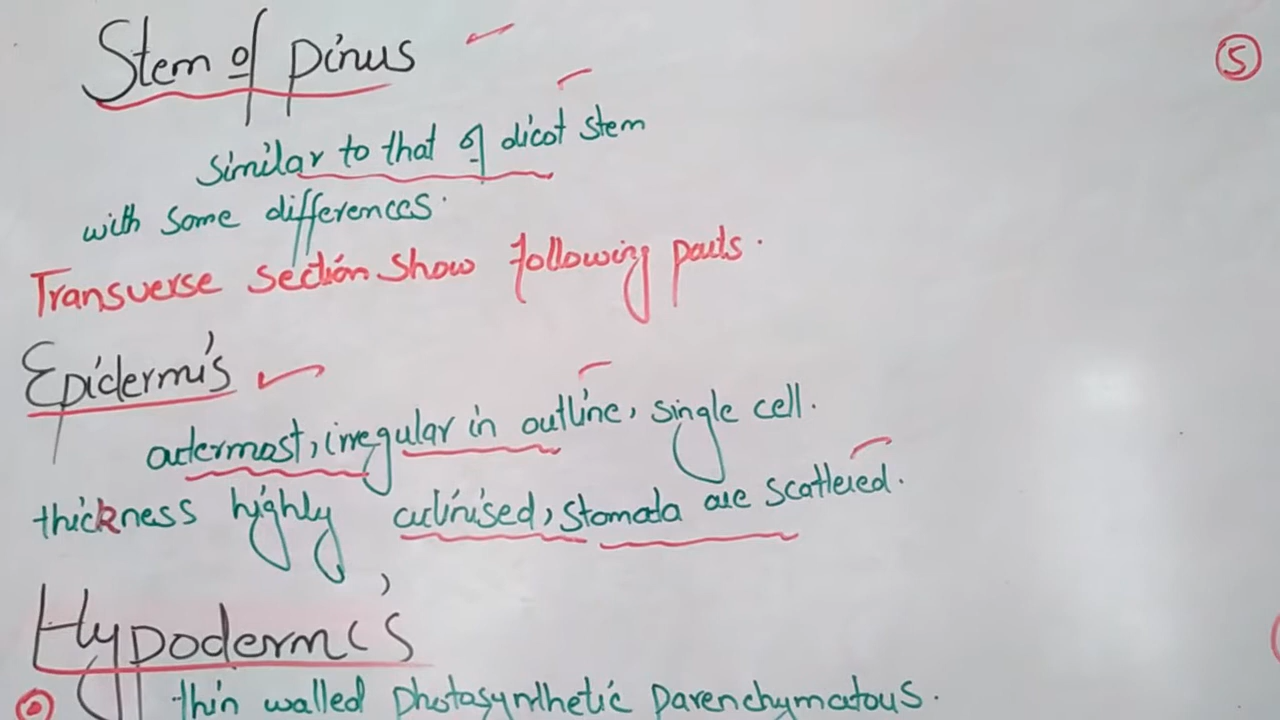 Stem of pinus
5
similar to that of dicot stem
with some differences.
Transverse section show following parts.
Epidermis
outermost, irregular in outline, single cell.
thickness highly cutinised, stomata are scattered.
Hypodermis
thin walled photosynthetic parenchymatous.